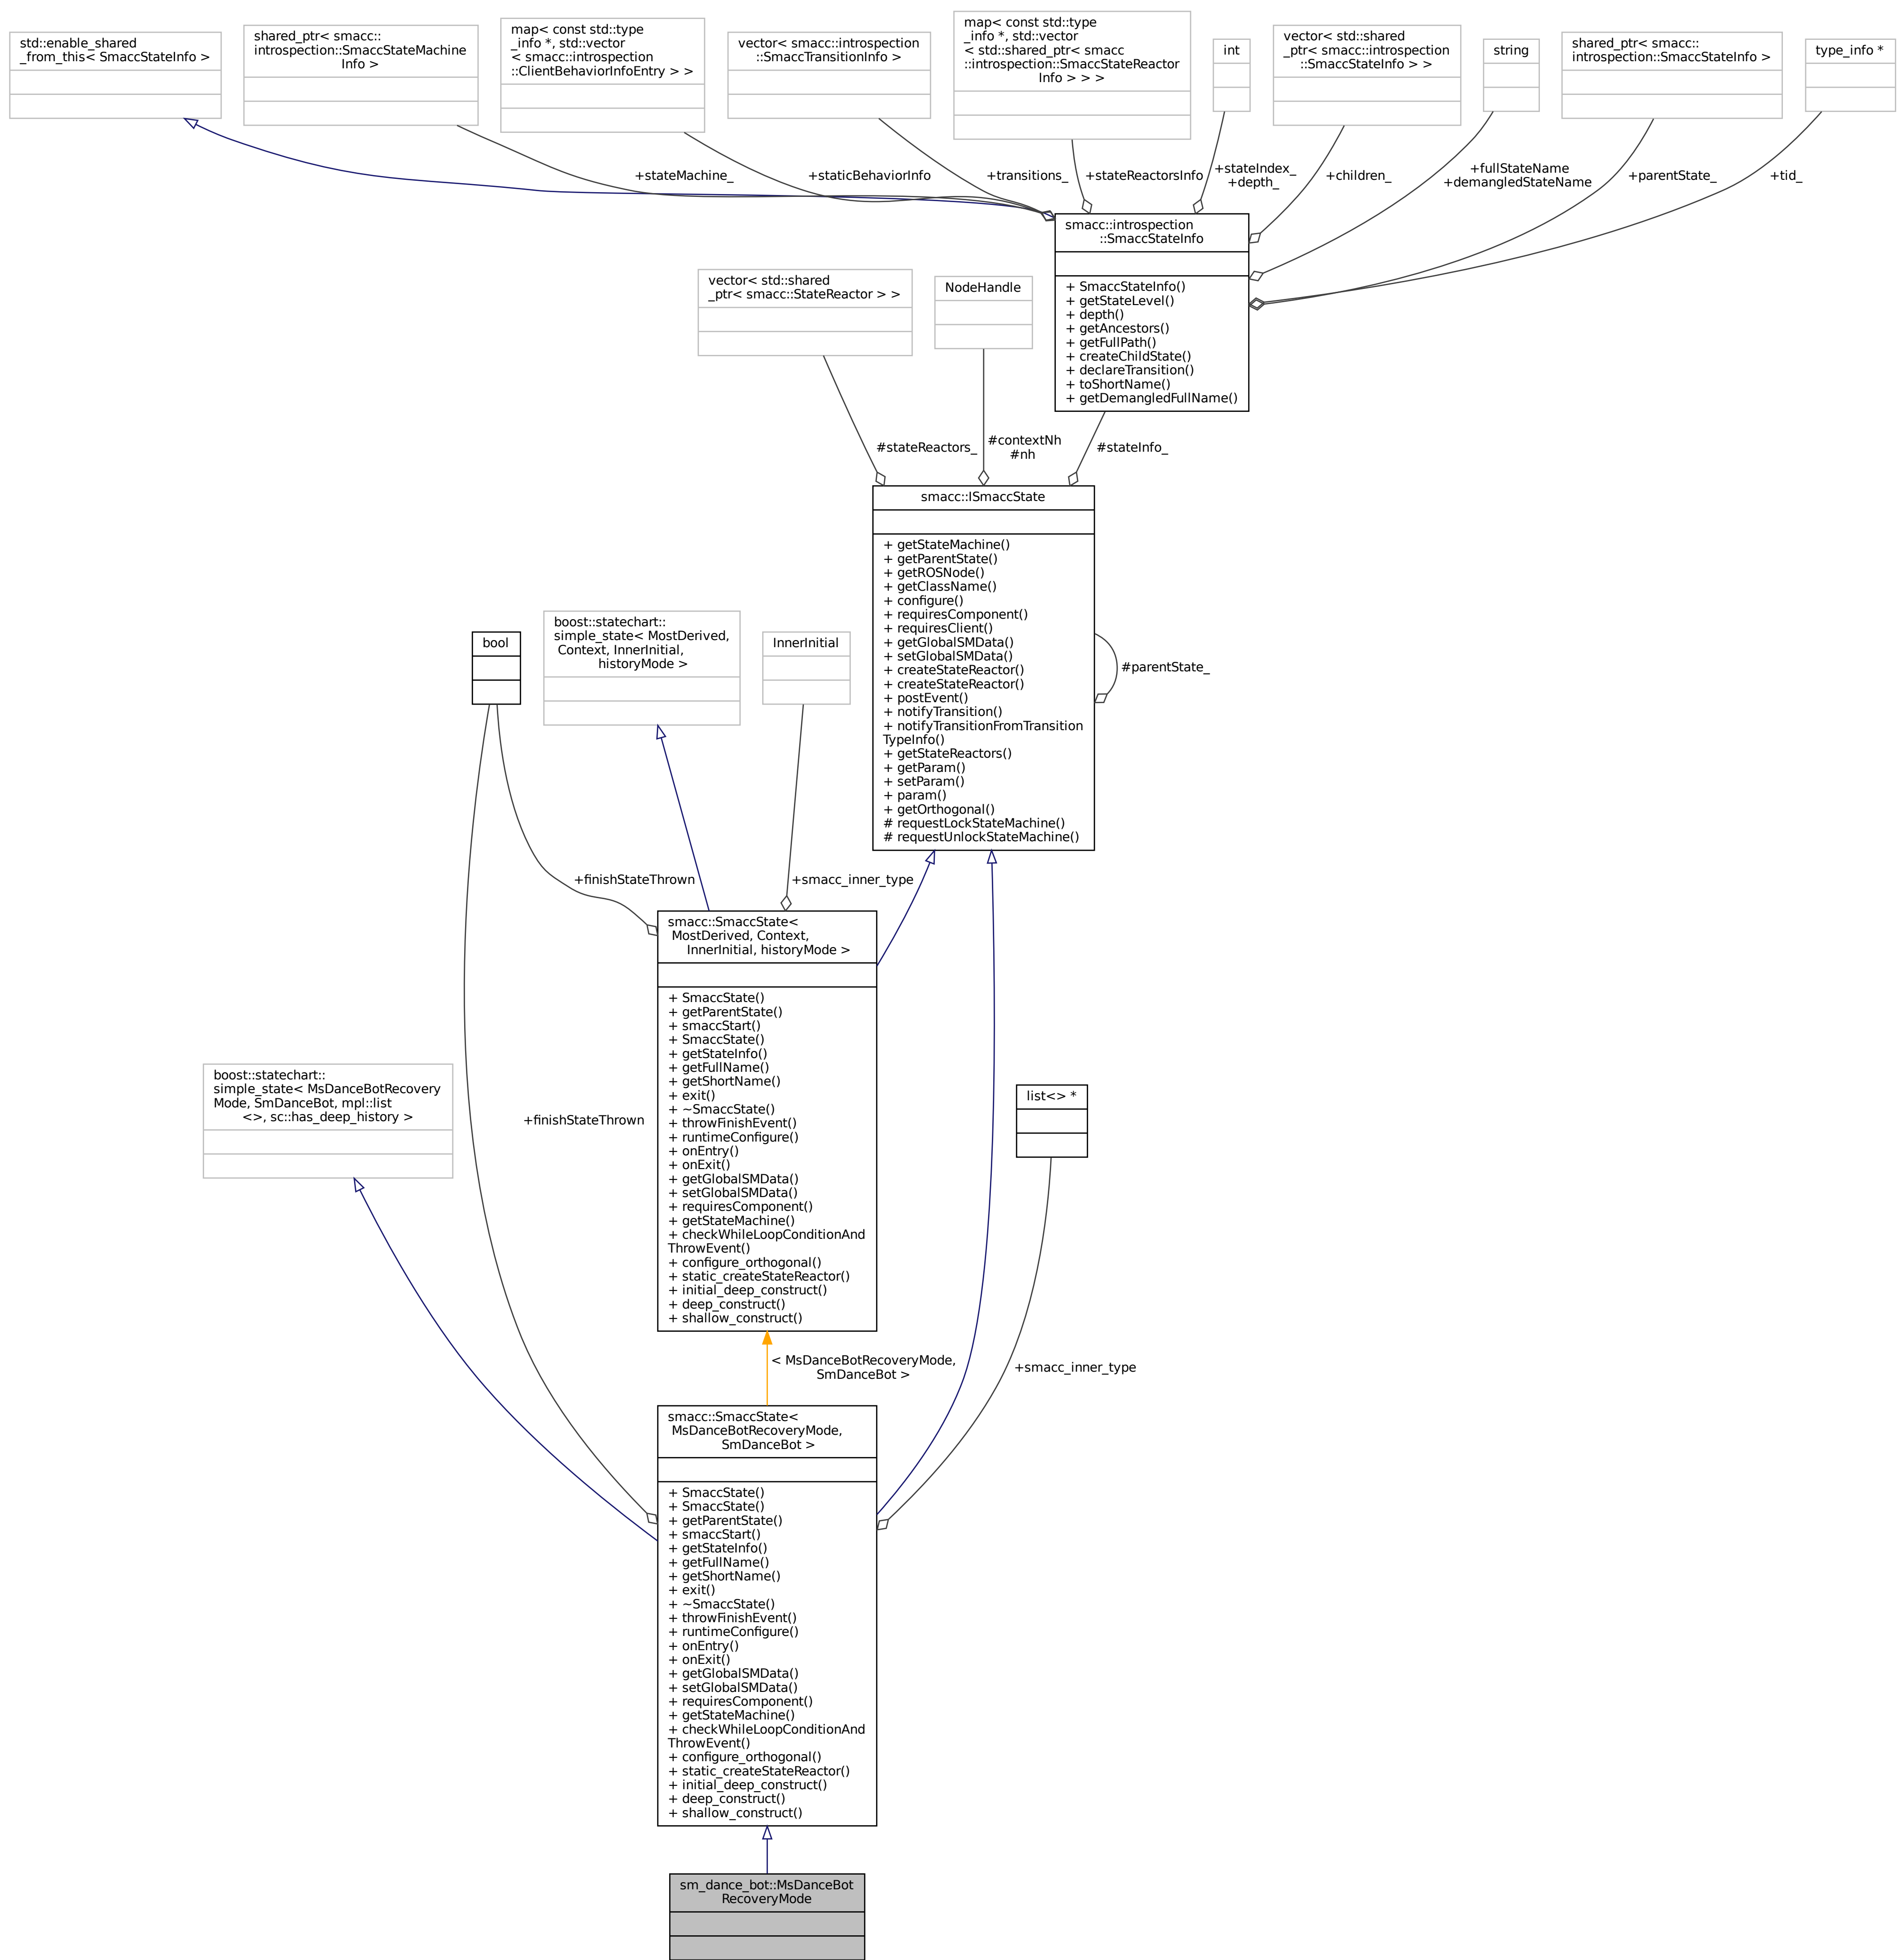 std::enable_shared
_from_this< SmaccStateInfo >
shared_ptr< smacc::
introspection::SmaccStateMachine
Info >
map< const std::type
_info *, std::vector
< smacc::introspection
::ClientBehaviorInfoEntry > >
vector< smacc::introspection
::SmaccTransitionInfo >
map< const std::type
_info *, std::vector
< std::shared_ptr< smacc
::introspection::SmaccStateReactor
Info > > >
int
vector< std::shared
_ptr< smacc::introspection
::SmaccStateInfo > >
string
shared_ptr< smacc::
introspection::SmaccStateInfo >
type_info *
+stateMachine_
+staticBehaviorInfo
+transitions_
+stateReactorsInfo
+stateIndex_
+depth_
+children_
+fullStateName
+demangledStateName
+parentState_
+tid_
smacc::introspection
::SmaccStateInfo
+ SmaccStateInfo()
+ getStateLevel()
+ depth()
+ getAncestors()
+ getFullPath()
+ createChildState()
+ declareTransition()
+ toShortName()
+ getDemangledFullName()
vector< std::shared
_ptr< smacc::StateReactor > >
NodeHandle
#stateReactors_
#contextNh
#nh
#stateInfo_
smacc::ISmaccState
+ getStateMachine()
+ getParentState()
+ getROSNode()
+ getClassName()
+ configure()
+ requiresComponent()
+ requiresClient()
+ getGlobalSMData()
+ setGlobalSMData()
+ createStateReactor()
+ createStateReactor()
+ postEvent()
+ notifyTransition()
+ notifyTransitionFromTransition
TypeInfo()
+ getStateReactors()
+ getParam()
+ setParam()
+ param()
+ getOrthogonal()
# requestLockStateMachine()
# requestUnlockStateMachine()
#parentState_
bool
boost::statechart::
simple_state< MostDerived,
Context, InnerInitial,
historyMode >
InnerInitial
+finishStateThrown
+smacc_inner_type
smacc::SmaccState<
MostDerived, Context,
InnerInitial, historyMode >
+ SmaccState()
+ getParentState()
+ smaccStart()
+ SmaccState()
+ getStateInfo()
+ getFullName()
+ getShortName()
+ exit()
+ ~SmaccState()
+ throwFinishEvent()
+ runtimeConfigure()
+ onEntry()
+ onExit()
+ getGlobalSMData()
+ setGlobalSMData()
+ requiresComponent()
+ getStateMachine()
+ checkWhileLoopConditionAnd
ThrowEvent()
+ configure_orthogonal()
+ static_createStateReactor()
+ initial_deep_construct()
+ deep_construct()
+ shallow_construct()
boost::statechart::
simple_state< MsDanceBotRecovery
Mode, SmDanceBot, mpl::list
<>, sc::has_deep_history >
+finishStateThrown
list<> *
< MsDanceBotRecoveryMode,
SmDanceBot >
+smacc_inner_type
smacc::SmaccState<
MsDanceBotRecoveryMode,
SmDanceBot >
+ SmaccState()
+ SmaccState()
+ getParentState()
+ smaccStart()
+ getStateInfo()
+ getFullName()
+ getShortName()
+ exit()
+ ~SmaccState()
+ throwFinishEvent()
+ runtimeConfigure()
+ onEntry()
+ onExit()
+ getGlobalSMData()
+ setGlobalSMData()
+ requiresComponent()
+ getStateMachine()
+ checkWhileLoopConditionAnd
ThrowEvent()
+ configure_orthogonal()
+ static_createStateReactor()
+ initial_deep_construct()
+ deep_construct()
+ shallow_construct()
sm_dance_bot::MsDanceBot
RecoveryMode